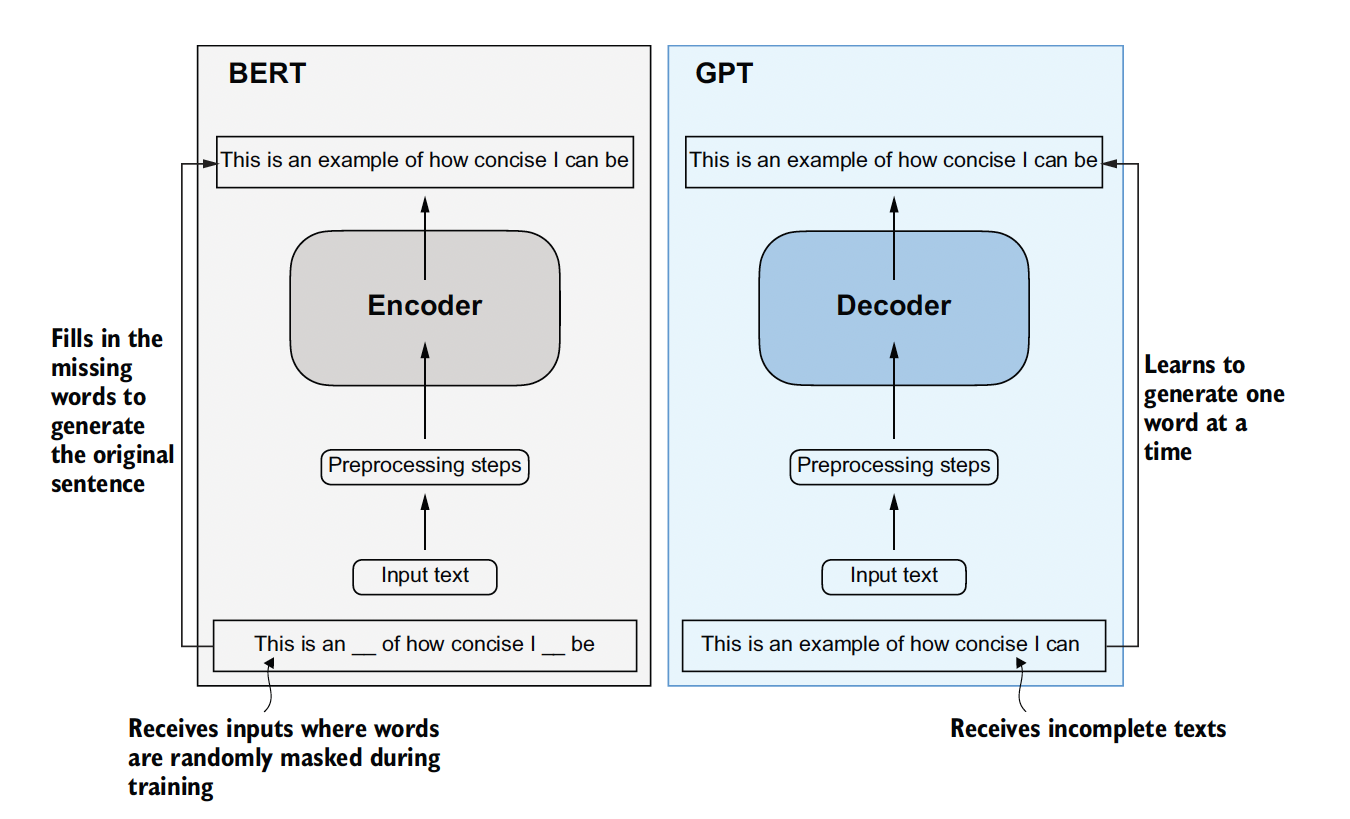 BERT
This is an example of how concise I can be
Encoder
Preprocessing steps
Input text
This is an __ of how concise I __ be
Fills in the
missing
words to
generate
the original
sentence
Receives inputs where words
are randomly masked during
training
GPT
This is an example of how concise I can be
Decoder
Preprocessing steps
Input text
This is an example of how concise I can
Learns to
generate one
word at a
time
Receives incomplete texts